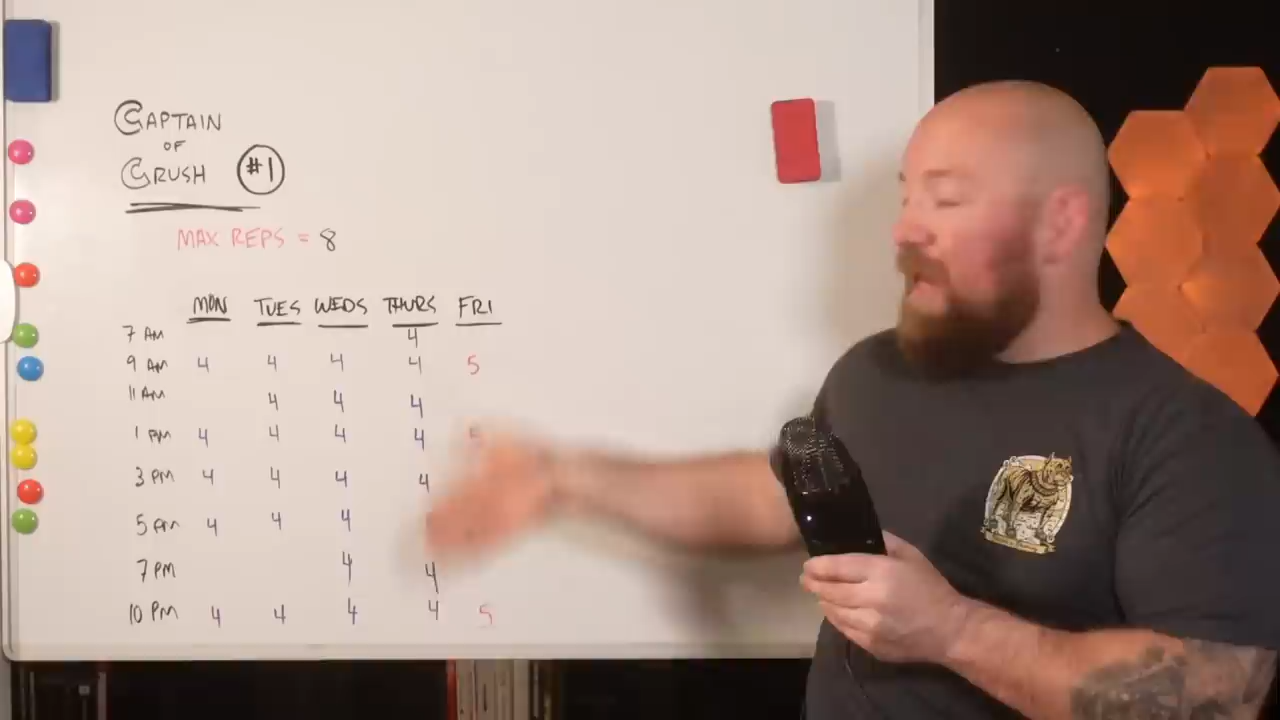 CAPTAIN
OF
CRUSH #1
MAX REPS = 8
MON TUES WEDS THURS FRI
7 AM 4
9 AM 4 4 4 4 5
11 AM 4 4 4
1 PM 4 4 4 4
3 PM 4 4 4 4
5 AM 4 4 4
7 PM 4 4
10 PM 4 4 4 4 5